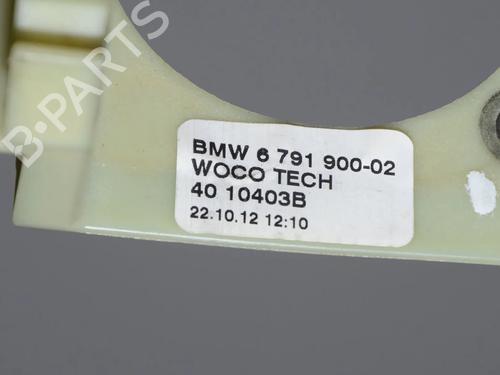 B-PARTS
BMW 6 791 900-02
WOCO TECH
40 10403B
22.10.12 12:10